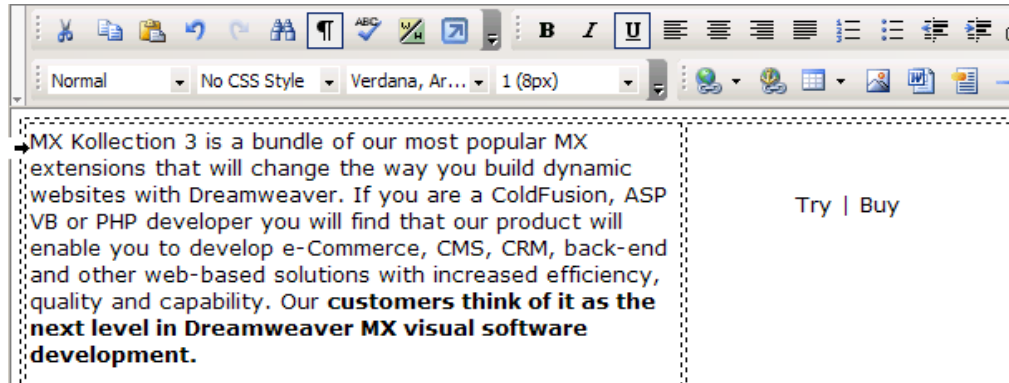 ABC
B I U
Normal No CSS Style Verdana, Ar... 1 (8px)
MX Kollection 3 is a bundle of our most popular MX
extensions that will change the way you build dynamic
websites with Dreamweaver. If you are a ColdFusion, ASP
VB or PHP developer you will find that our product will
enable you to develop e-Commerce, CMS, CRM, back-end
and other web-based solutions with increased efficiency,
quality and capability. Our customers think of it as the
next level in Dreamweaver MX visual software
development.
Try | Buy